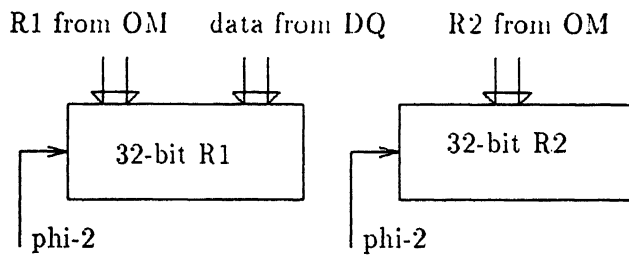 R1 from OM data from DQ R2 from OM
32-bit R1 32-bit R2
phi-2 phi-2